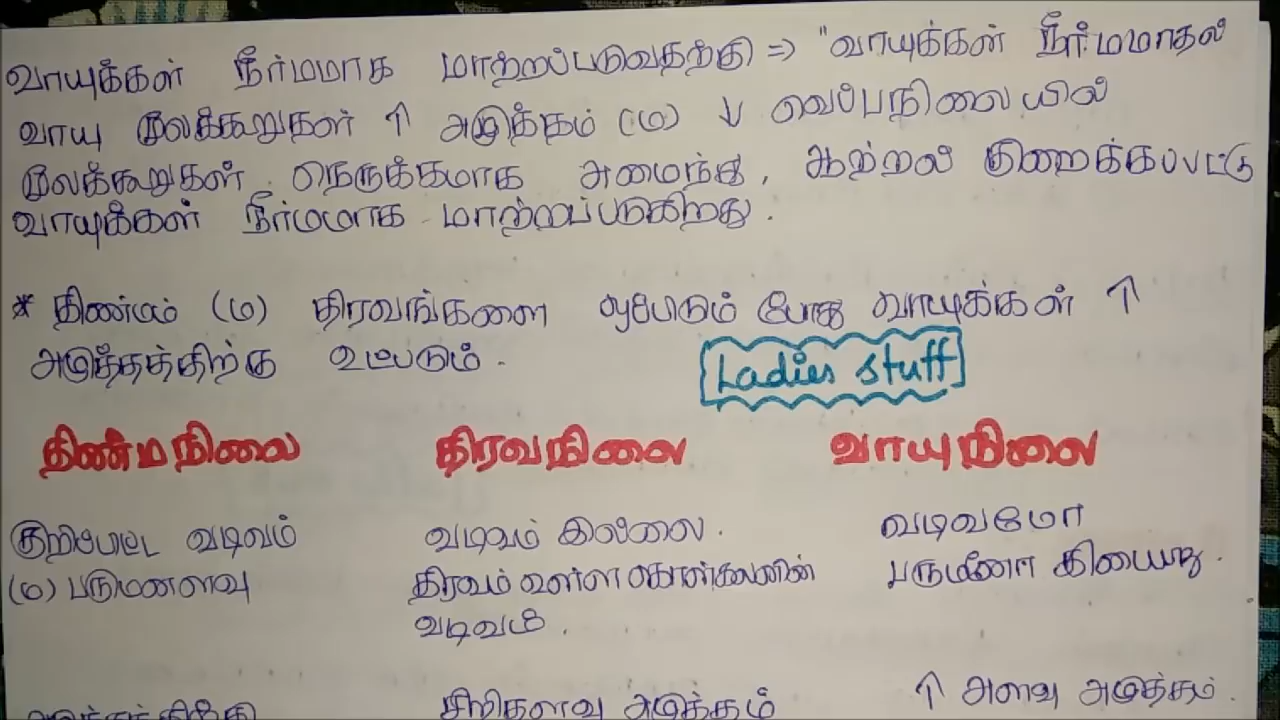 வாயுக்கள் நீர்மமாக மாற்றப்படுவதற்கு => "வாயுக்கள் நீர்மமாதல்
வாயு மூலக்கூறுகள் ↑ அழுக்கம் (ம) ↓ வெப்பநிலையில்
மூலக்கூறுகள் நெருக்கமாக அமைந்து, ஆற்றல் குறைக்கப்பட்டு
வாயுக்கள் நீர்மமாக மாற்றப்படுகிறது.
* திண்மம் (ம) திரவங்களை ஒப்பிடும் போது வாயுக்கள் ↑
அழுத்தத்திற்கு உட்படும்.
Ladies stuff
திண்மநிலை திரவநிலை வாயுநிலை
குறிப்பிட்ட வடிவம் வடிவம் இல்லை. வடிவமோ
(ம) பருமனளவு திரவம் உள்ள கொள்கலனின் பருமனோ கிடையாது.
வடிவம்.
சிறிதளவு அழுத்தம் ↑ அளவு அழுத்தம்.